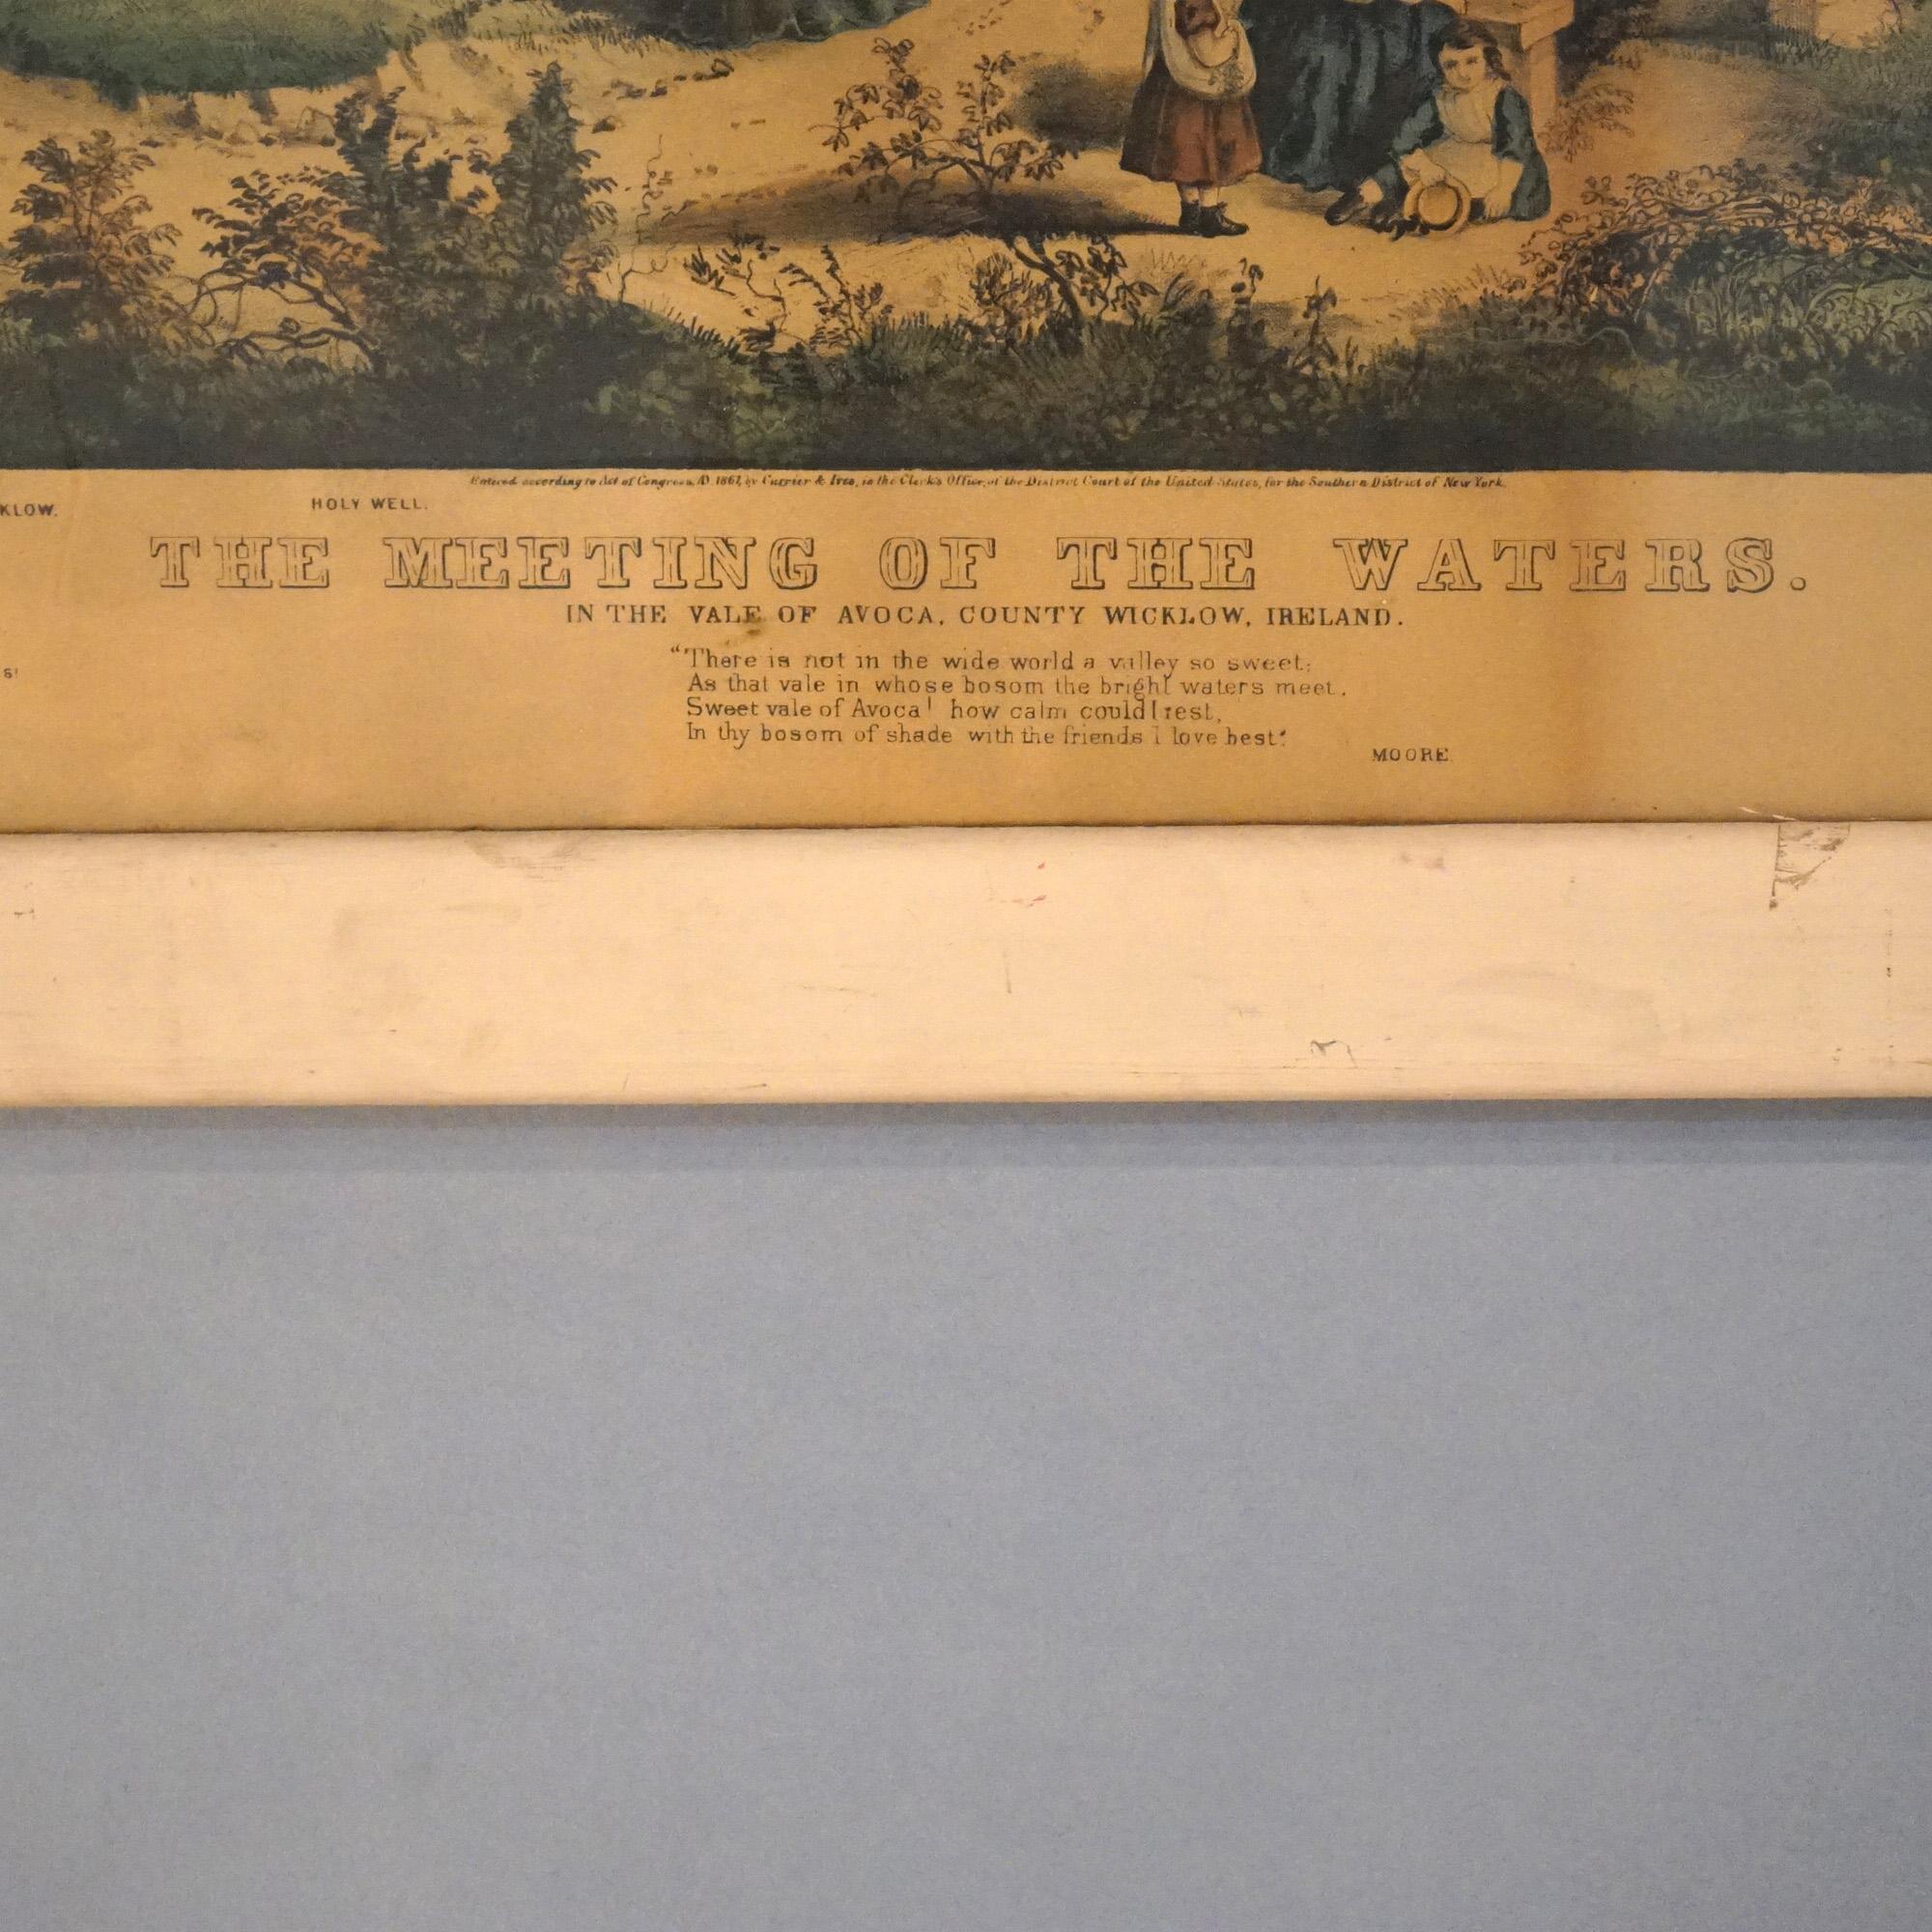 Entered according to Act of Congress, AD 1867, by Currier & Ives, in the Clerk's Office, of the District Court of the United States, for the Southern District of New York.
KLOW. HOLY WELL.
THE MEETING OF THE WATERS.
IN THE VALE OF AVOCA, COUNTY WICKLOW, IRELAND.
"There is not in the wide world a valley so sweet;
As that vale in whose bosom the bright waters meet.
Sweet vale of Avoca! how calm could I rest,
In thy bosom of shade with the friends I love best."
MOORE.